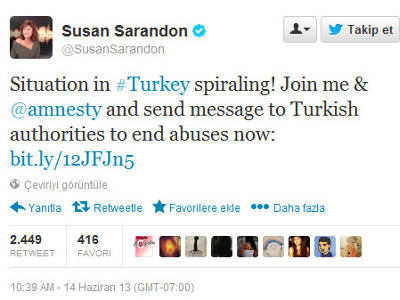 Susan Sarandon
@SusanSarandon
Takip et
Situation in #Turkey spiraling! Join me &
@amnesty and send message to Turkish
authorities to end abuses now:
bit.ly/12JFJn5
Çeviriyi görüntüle
Yanıtla Retweetle Favorilere ekle Daha fazla
2.449 416
RETWEET FAVORİ
10:39 AM - 14 Haziran 13 (GMT-07:00)